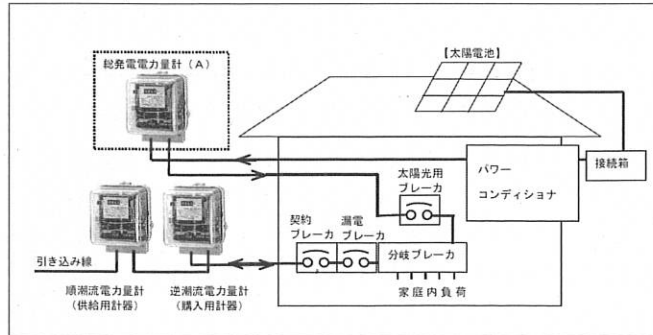 総発電電力量計（A）
【太陽電池】
パワー
コンディショナ
接続箱
太陽光用
ブレーカ
契約
ブレーカ
漏電
ブレーカ
分岐ブレーカ
家庭内負荷
引き込み線
順潮流電力量計
（供給用計器）
逆潮流電力量計
（購入用計器）